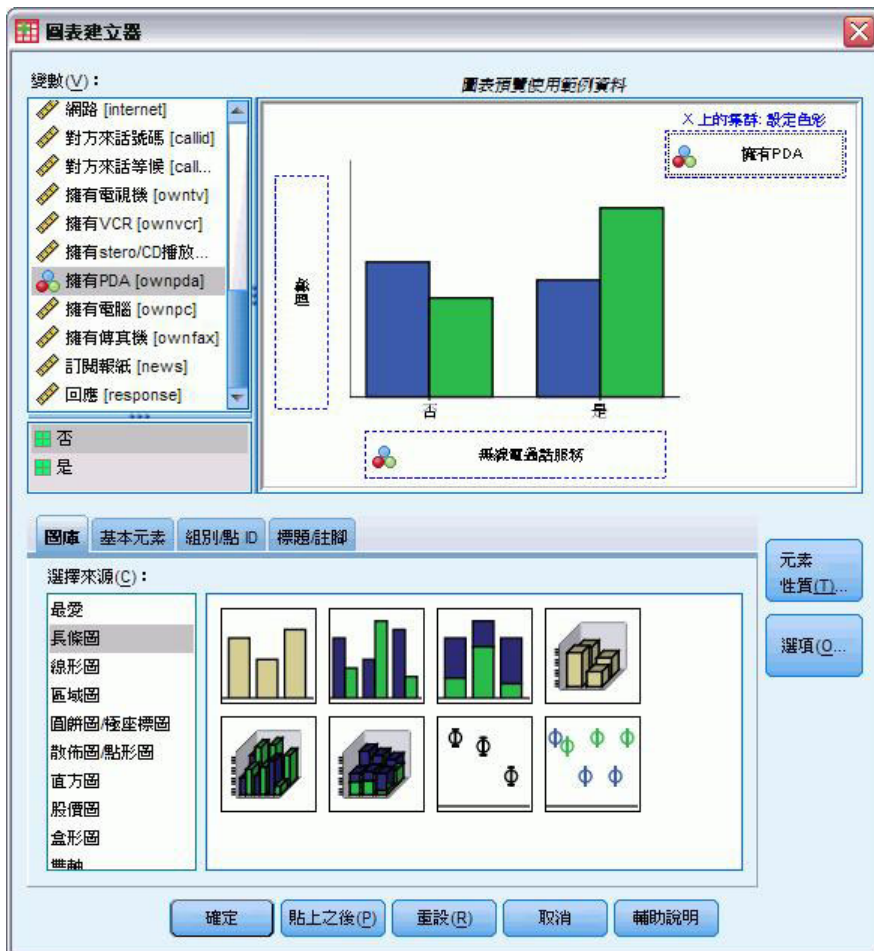 圖表建立器
變數(V)：
網路 [internet]
對方來話號碼 [callid]
對方來話等候 [call...
擁有電視機 [owntv]
擁有VCR [ownvcr]
擁有stero/CD播放...
擁有PDA [ownpda]
擁有電腦 [ownpc]
擁有傳真機 [ownfax]
訂閱報紙 [news]
回應 [response]
否
是
圖表預覽使用範例資料
X 上的集群: 設定色彩
擁有PDA
個數
否
是
無線電通話服務
圖庫
基本元素
組別/點 ID
標題/註腳
選擇來源(C)：
最愛
長條圖
線形圖
區域圖
圓餅圖/極座標圖
散佈圖/點形圖
直方圖
股價圖
盒形圖
雙軸
元素
性質(T)...
選項(O...
確定
貼上之後(P)
重設(R)
取消
輔助說明